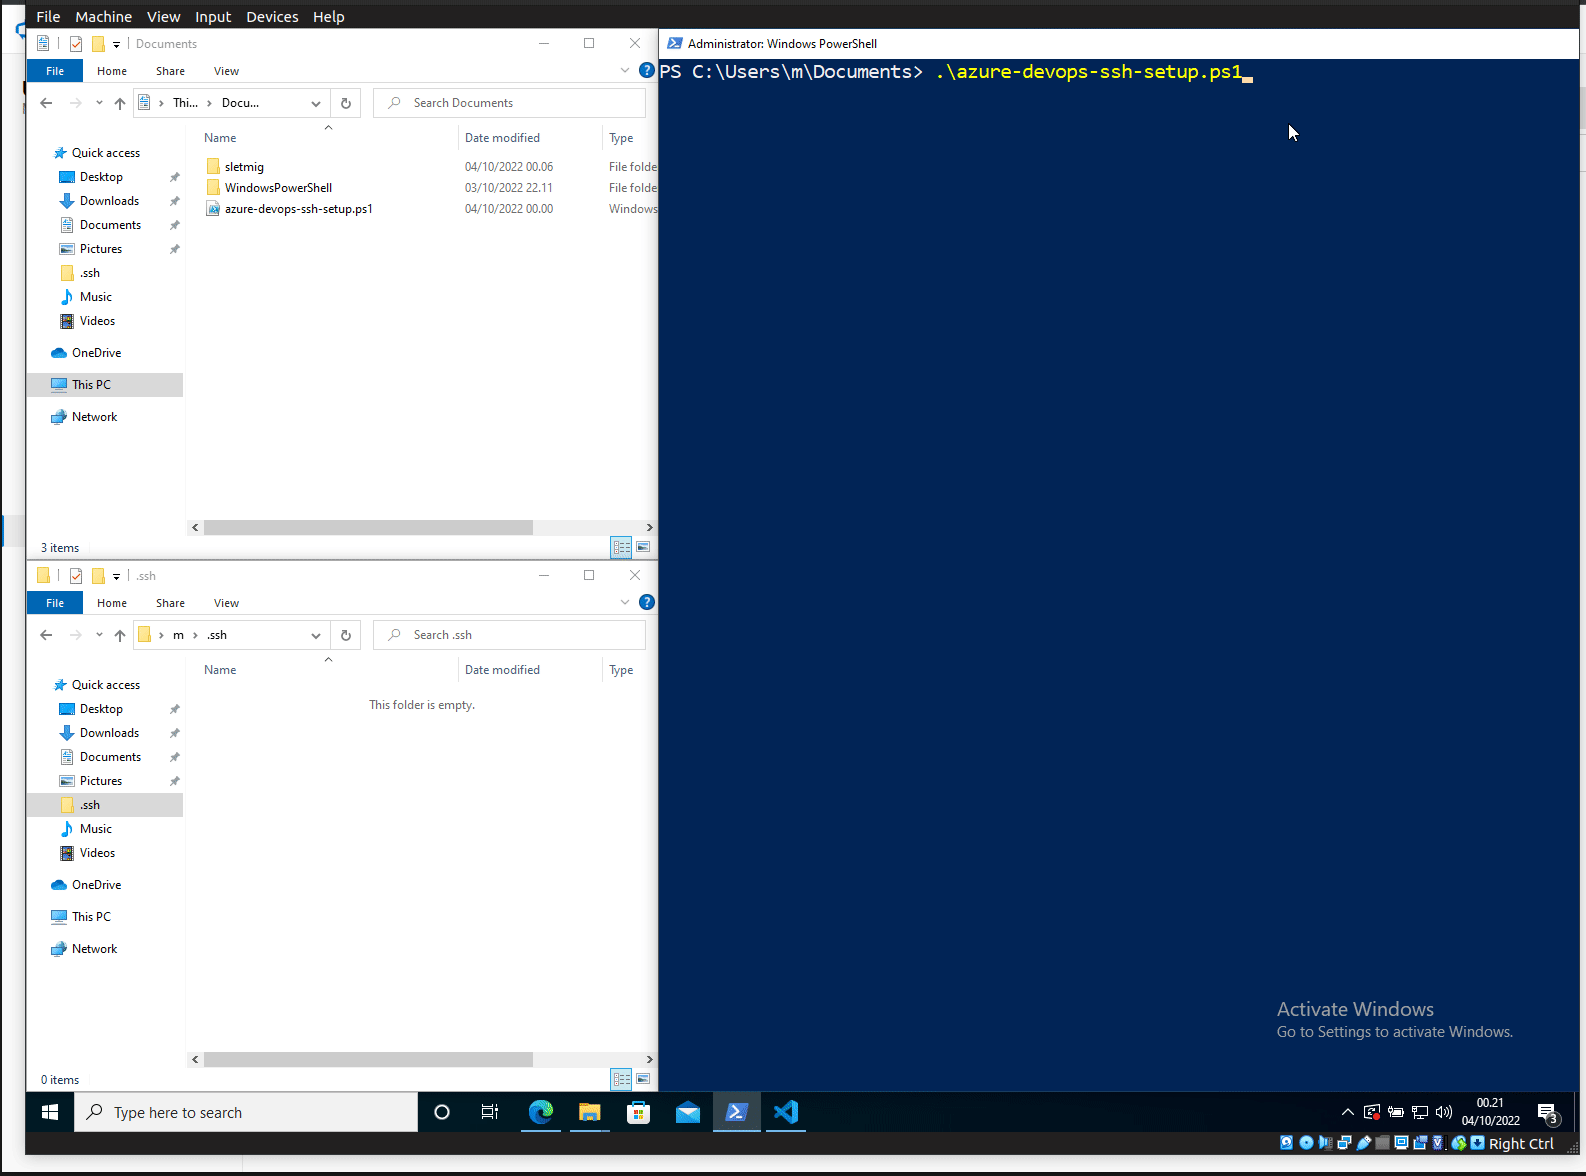 File Machine View Input Devices Help
Documents
File Home Share View
Thi... Docu... Search Documents
Name Date modified Type
Quick access
Desktop
Downloads
Documents
Pictures
.ssh
Music
Videos
OneDrive
This PC
Network
sletmig 04/10/2022 00.06 File folde
WindowsPowerShell 03/10/2022 22.11 File folde
azure-devops-ssh-setup.ps1 04/10/2022 00.00 Windows
3 items
.ssh
File Home Share View
m .ssh Search .ssh
Name Date modified Type
This folder is empty.
Quick access
Desktop
Downloads
Documents
Pictures
.ssh
Music
Videos
OneDrive
This PC
Network
0 items
Administrator: Windows PowerShell
PS C:\Users\m\Documents> .\azure-devops-ssh-setup.ps1
Activate Windows
Go to Settings to activate Windows.
Type here to search
00.21
04/10/2022
3
Right Ctrl